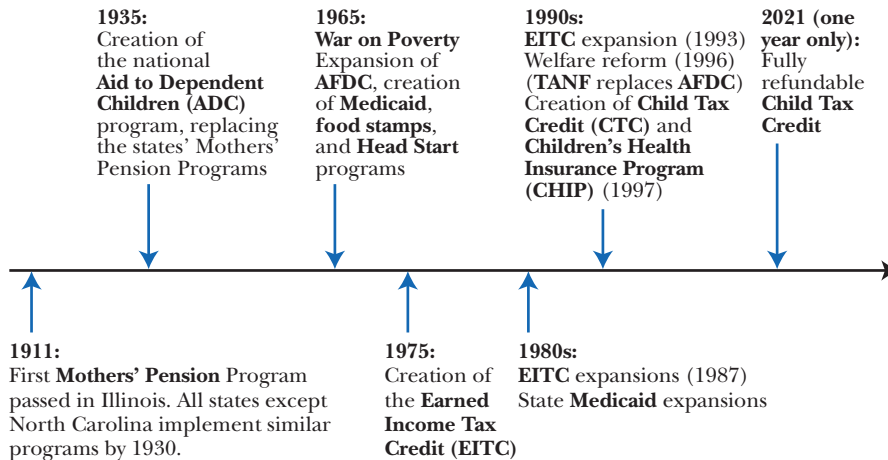 1935:
Creation of
the national
Aid to Dependent
Children (ADC)
program, replacing
the states’ Mothers’
Pension Programs
1965:
War on Poverty
Expansion of
AFDC, creation
of Medicaid,
food stamps,
and Head Start
programs
1990s:
EITC expansion (1993)
Welfare reform (1996)
(TANF replaces AFDC)
Creation of Child Tax
Credit (CTC) and
Children’s Health
Insurance Program
(CHIP) (1997)
2021 (one
year only):
Fully
refundable
Child Tax
Credit
1911:
First Mothers’ Pension Program
passed in Illinois. All states except
North Carolina implement similar
programs by 1930.
1975:
Creation of
the Earned
Income Tax
Credit (EITC)
1980s:
EITC expansions (1987)
State Medicaid expansions